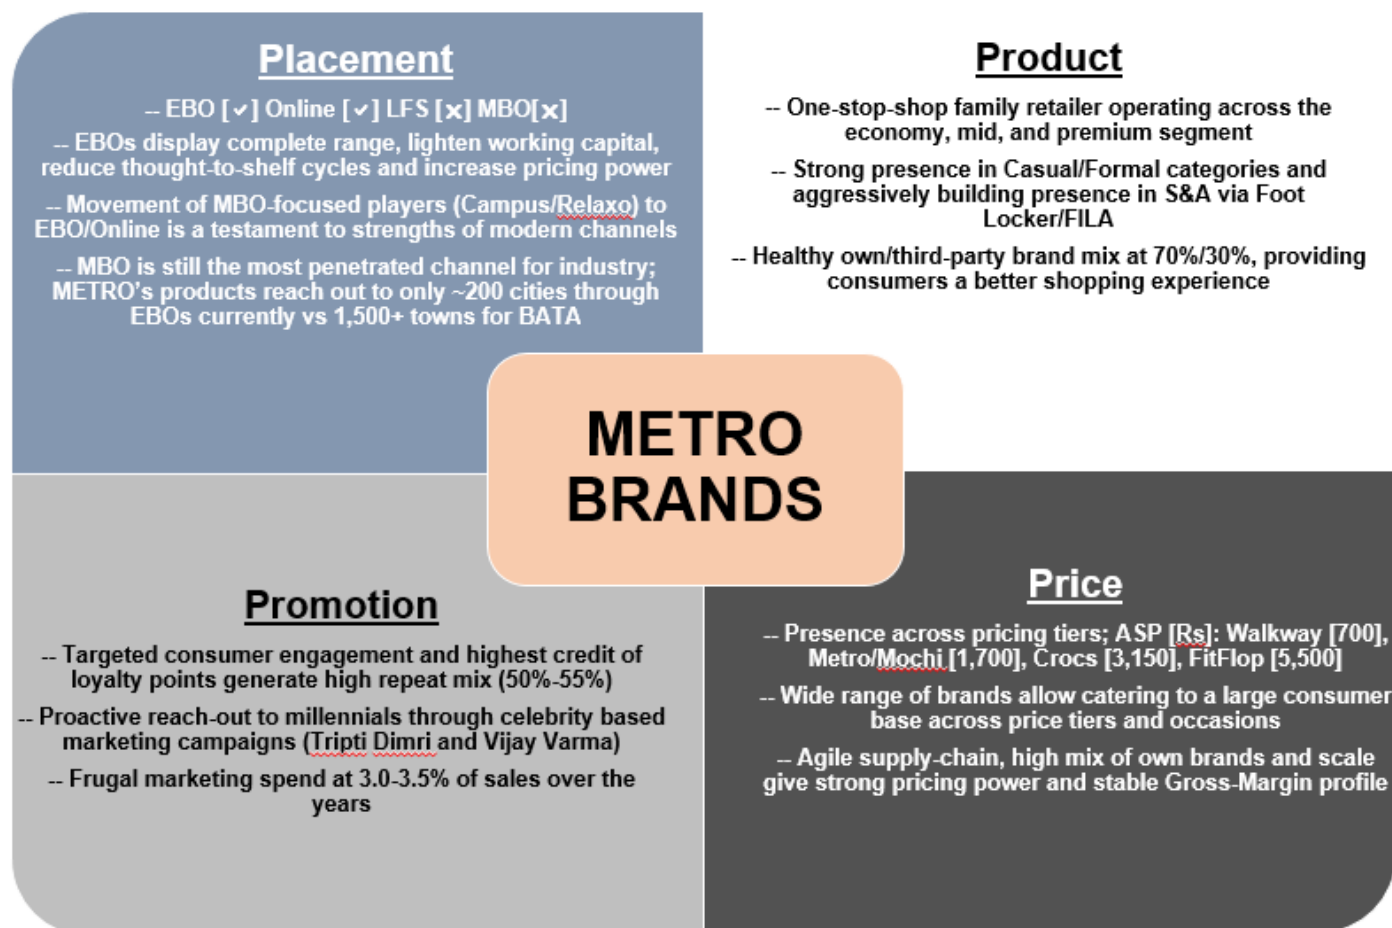 Placement
-- EBO [✓] Online [✓] LFS [x] MBO[x]
-- EBOs display complete range, lighten working capital,
reduce thought-to-shelf cycles and increase pricing power
-- Movement of MBO-focused players (Campus/Relaxo) to
EBO/Online is a testament to strengths of modern channels
-- MBO is still the most penetrated channel for industry;
METRO's products reach out to only ~200 cities through
EBOs currently vs 1,500+ towns for BATA
Product
-- One-stop-shop family retailer operating across the
economy, mid, and premium segment
-- Strong presence in Casual/Formal categories and
aggressively building presence in S&A via Foot
Locker/FILA
-- Healthy own/third-party brand mix at 70%/30%, providing
consumers a better shopping experience
METRO
BRANDS
Promotion
-- Targeted consumer engagement and highest credit of
loyalty points generate high repeat mix (50%-55%)
-- Proactive reach-out to millennials through celebrity based
marketing campaigns (Tripti Dimri and Vijay Varma)
-- Frugal marketing spend at 3.0-3.5% of sales over the
years
Price
-- Presence across pricing tiers; ASP [Rs]: Walkway [700],
Metro/Mochi [1,700], Crocs [3,150], FitFlop [5,500]
-- Wide range of brands allow catering to a large consumer
base across price tiers and occasions
-- Agile supply-chain, high mix of own brands and scale
give strong pricing power and stable Gross-Margin profile